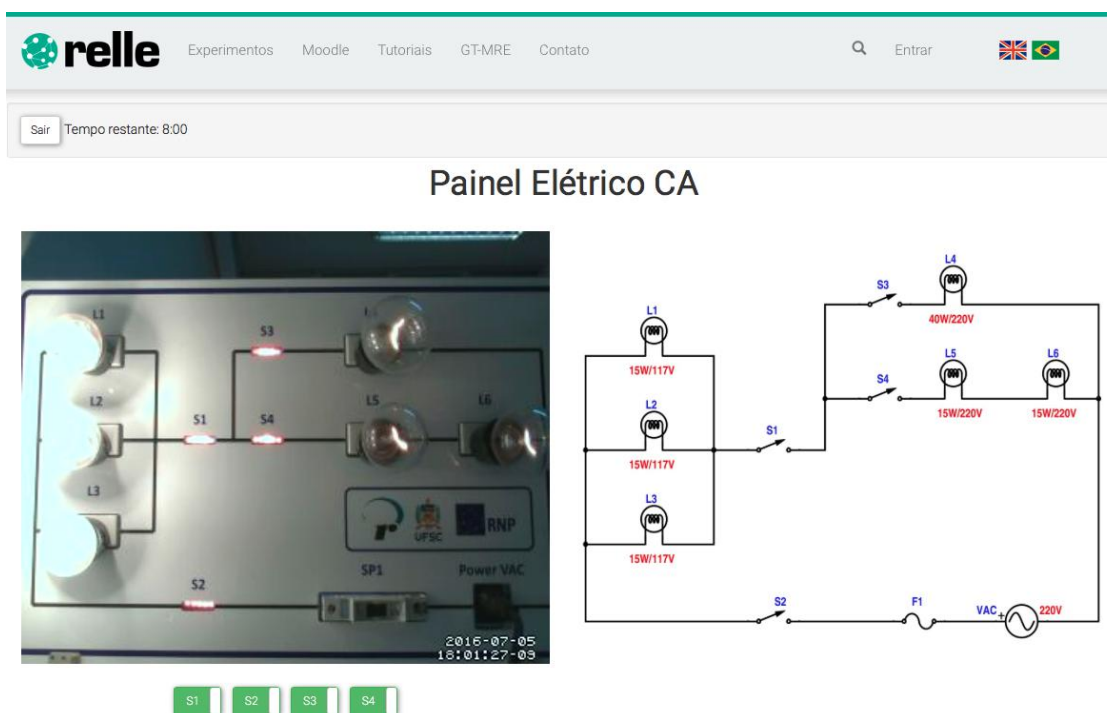 relle Experimentos Moodle Tutoriais GT-MRE Contato Entrar
Sair Tempo restante: 8:00
Painel Elétrico CA
L1
L2
L3
S1
S2
S3
S4
L5
L6
UFSC
RNP
SP1
Power VAC
2016-07-05
18:01:27-03
L1
15W/117V
L2
15W/117V
L3
15W/117V
S1
S3
L4
40W/220V
S4
L5
15W/220V
L6
15W/220V
S2
F1
VAC + 220V
S1 S2 S3 S4